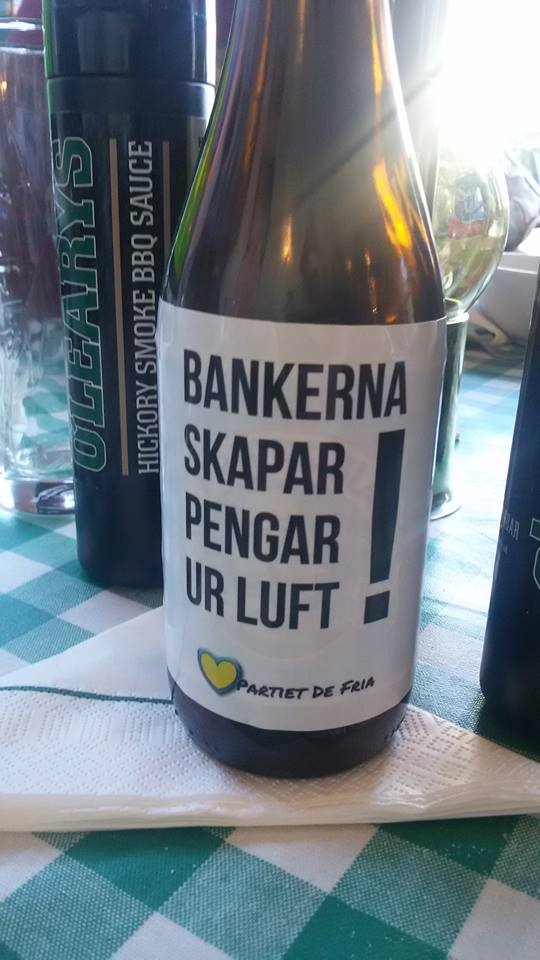 O'LEARYS
HICKORY SMOKE BBQ SAUCE
BANKERNA
SKAPAR
PENGAR
UR LUFT
!
PARTIET DE FRIA